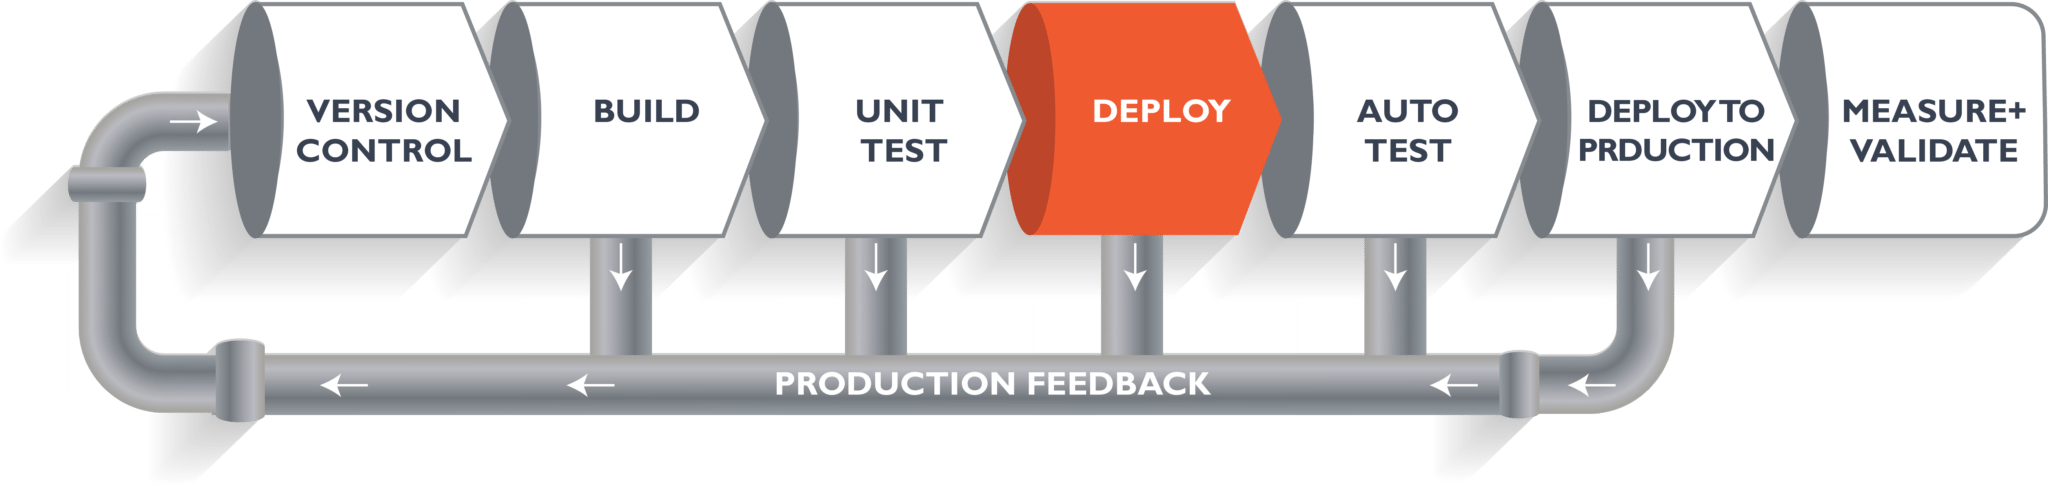 VERSION
CONTROL
BUILD
UNIT
TEST
DEPLOY
AUTO
TEST
DEPLOY TO
PRDUCTION
MEASURE+
VALIDATE
PRODUCTION FEEDBACK